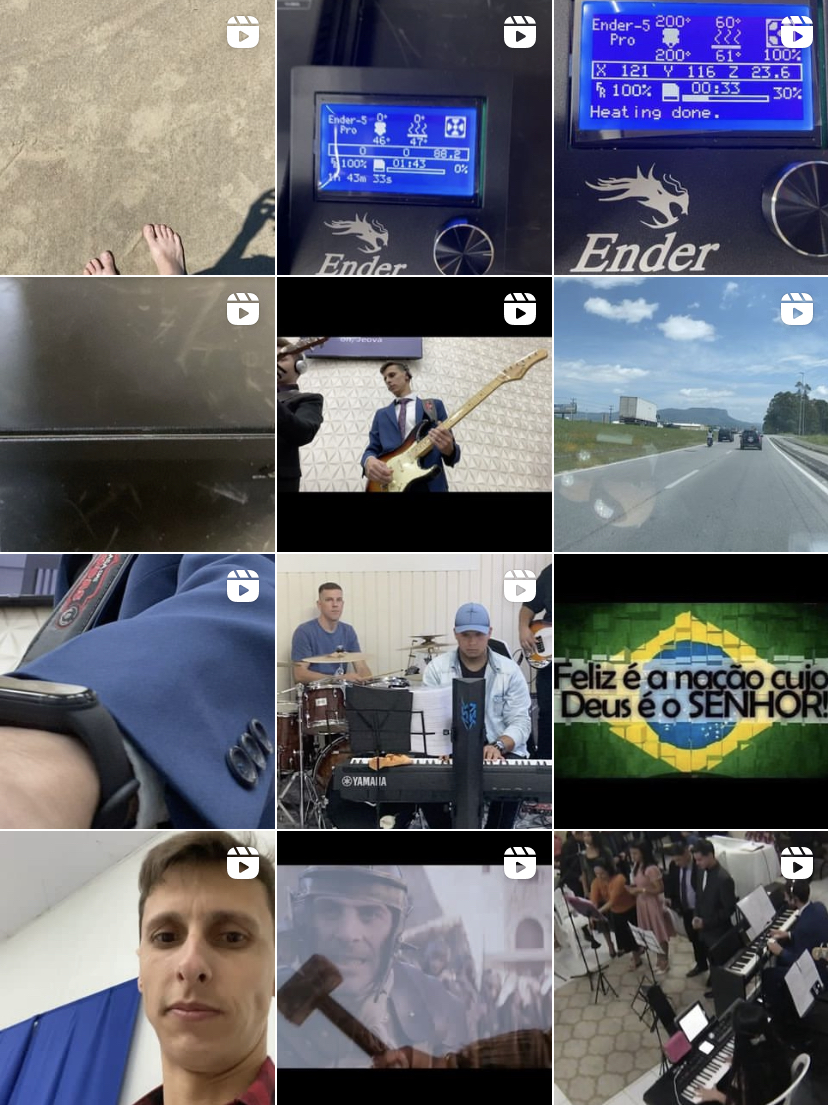 Ender-5
Pro
0° 0°
46° 47°
0 0 88.2
FR 100% 01:43 0%
1h 43m 33s
Ender
Ender-5
Pro
200° 60°
200° 61° 100%
X 121 Y 116 Z 23.6
FR 100% 00:33 30%
Heating done.
Ender
YAMAHA
Feliz é a nação cujo
Deus é o SENHOR!